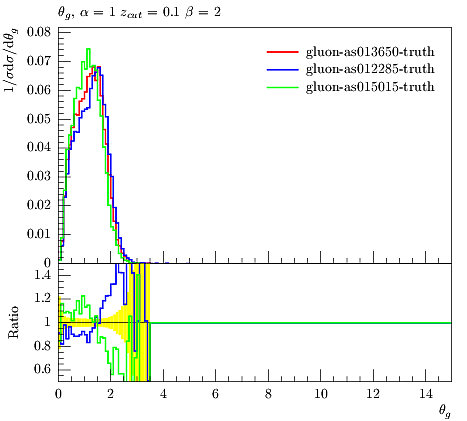 θg, α = 1 zcut = 0.1 β = 2
1/σdσ/dθg
0.08
0.07
0.06
0.05
0.04
0.03
0.02
0.01
0
gluon-as013650-truth
gluon-as012285-truth
gluon-as015015-truth
Ratio
1.4
1.2
1
0.8
0.6
0 2 4 6 8 10 12 14
θg